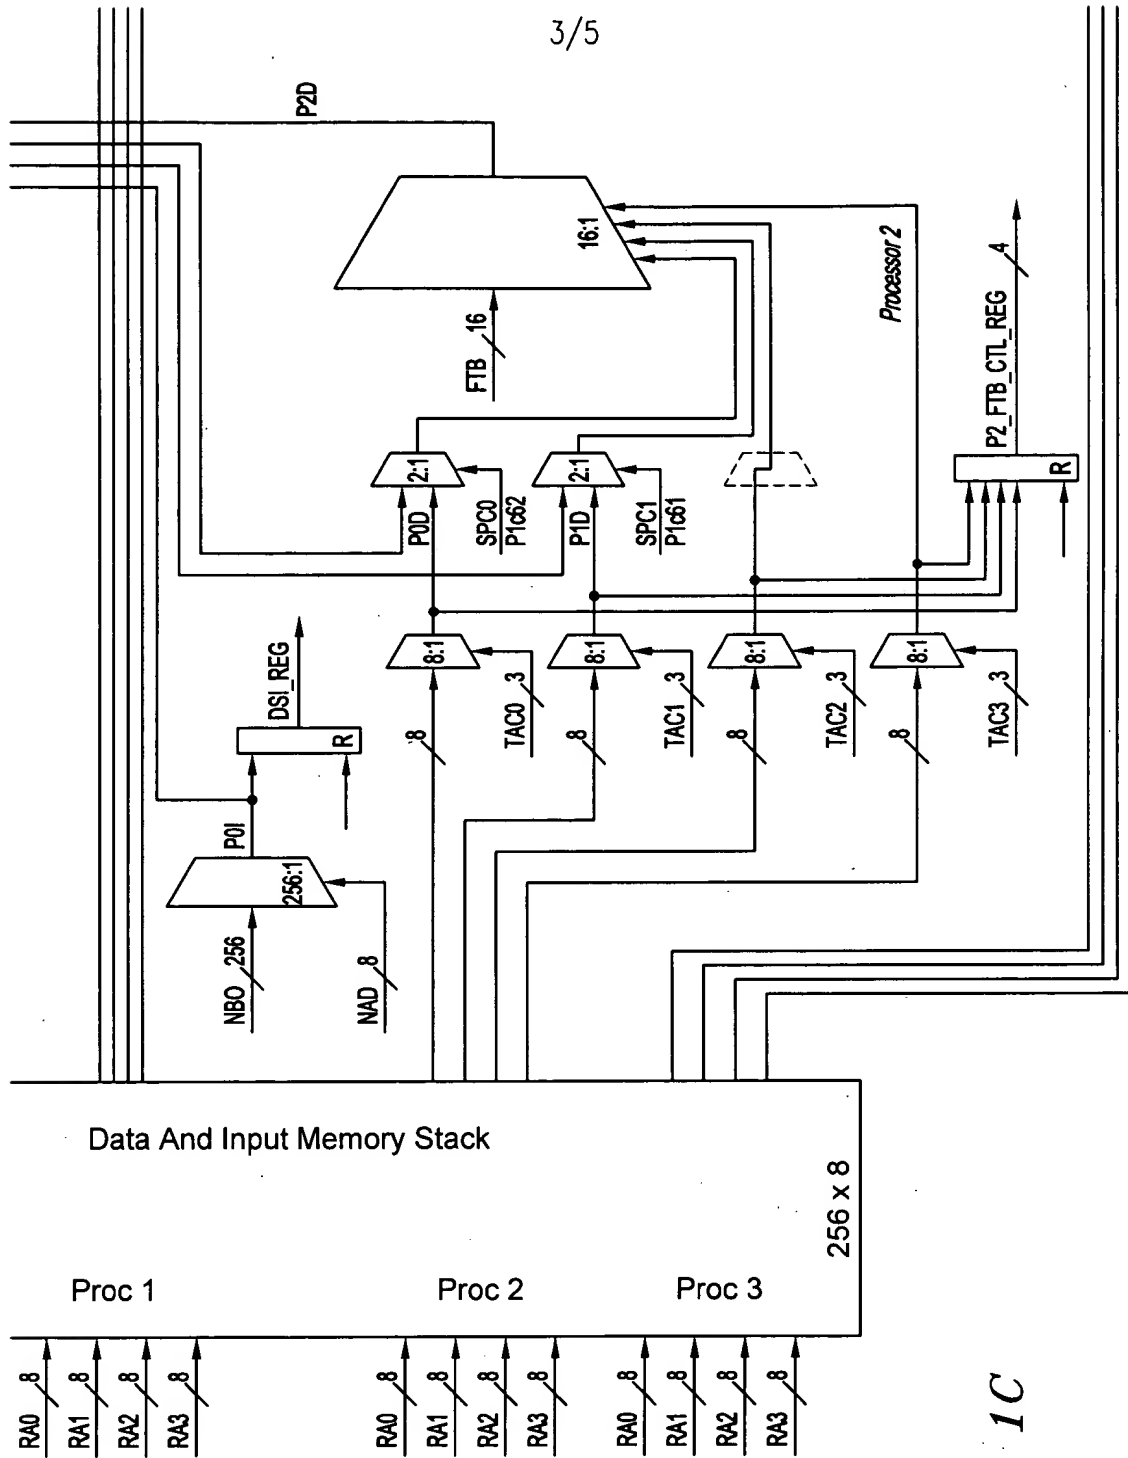 3/5
P2D
16:1
FTB 16
Processor 2
4
P2_FTB_CTL_REG
R
2:1
P0D
SPC0
P1c62
2:1
P1D
SPC1
P1c61
DSI_REG
R
P0I
256:1
NBO 256
NAD 8
8:1
8
TAC0 3
8:1
8
TAC1 3
8:1
8
TAC2 3
8:1
8
TAC3 3
Data And Input Memory Stack
256 x 8
Proc 1
Proc 2
Proc 3
RA0 8
RA1 8
RA2 8
RA3 8
RA0 8
RA1 8
RA2 8
RA3 8
RA0 8
RA1 8
RA2 8
RA3 8
1C